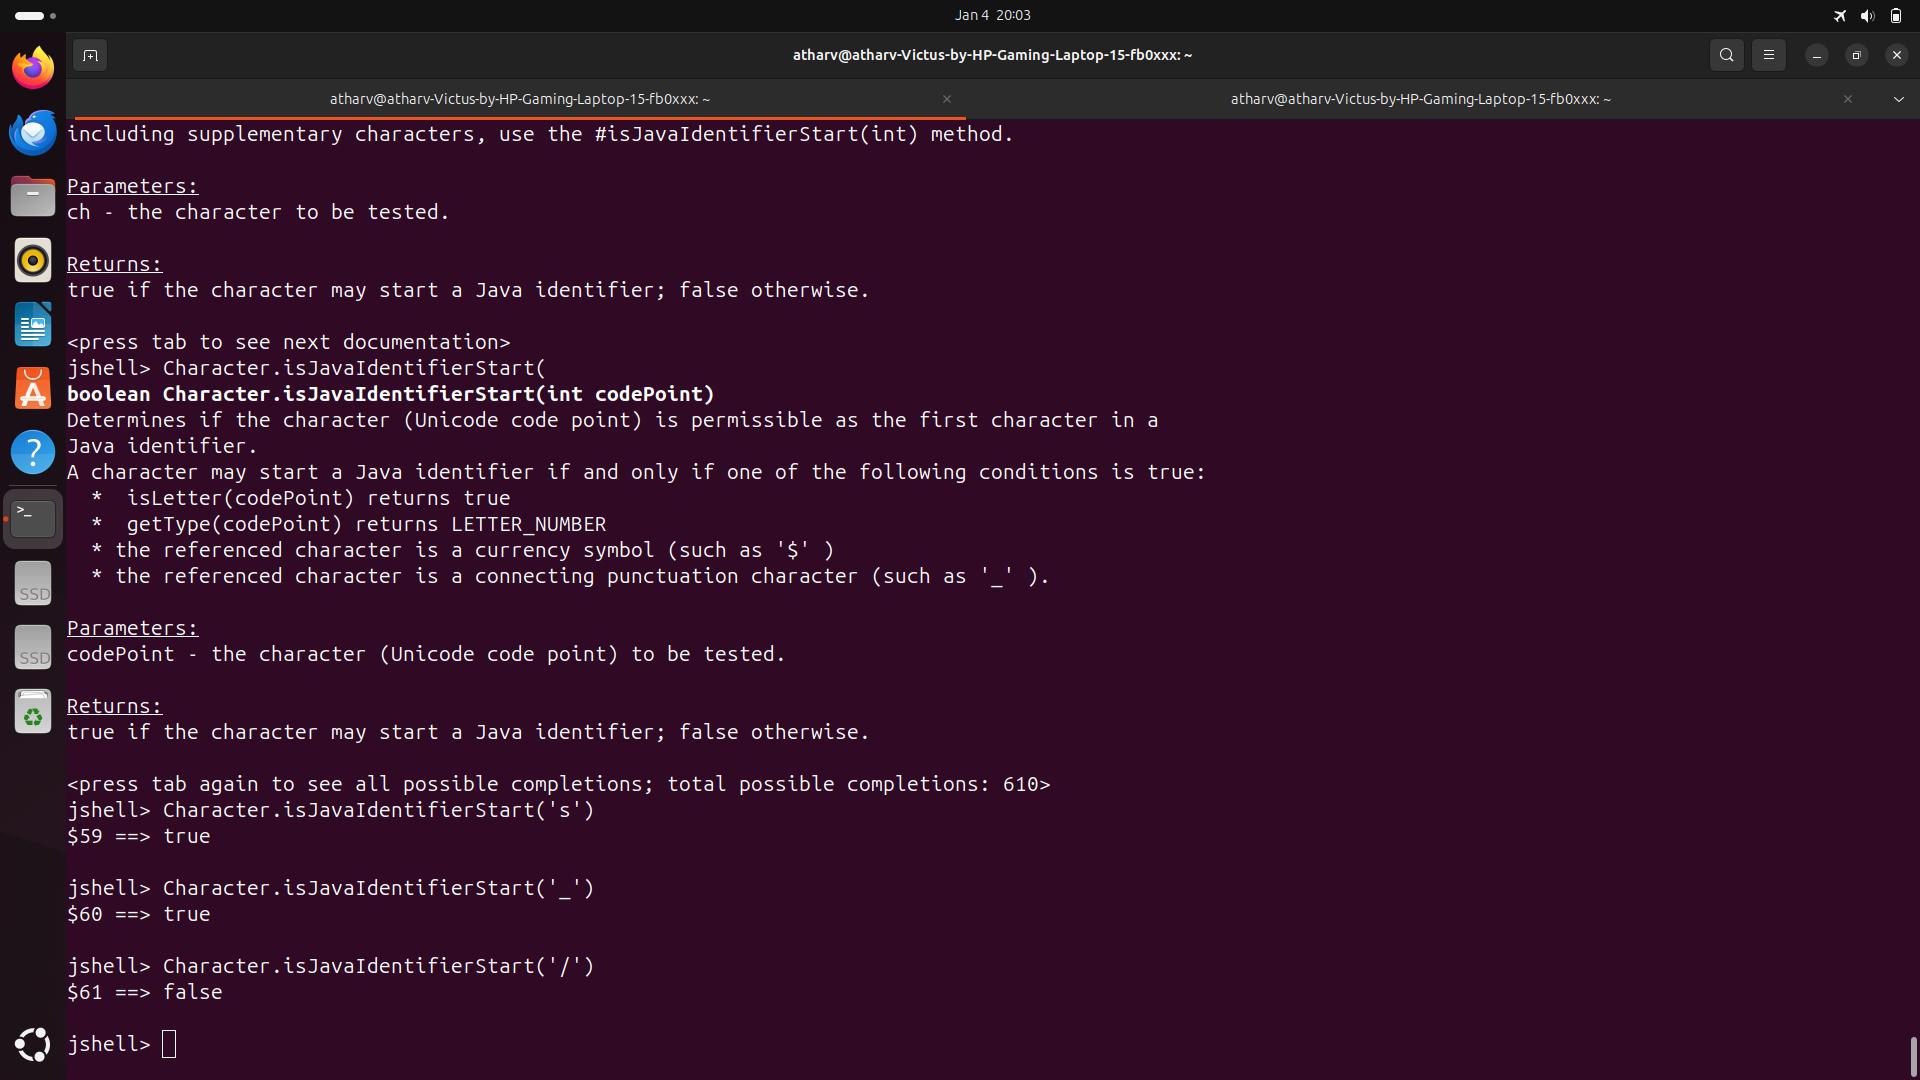 Jan 4 20:03
atharv@atharv-Victus-by-HP-Gaming-Laptop-15-fb0xxx: ~
atharv@atharv-Victus-by-HP-Gaming-Laptop-15-fb0xxx: ~
atharv@atharv-Victus-by-HP-Gaming-Laptop-15-fb0xxx: ~
including supplementary characters, use the #isJavaIdentifierStart(int) method.
Parameters:
ch - the character to be tested.
Returns:
true if the character may start a Java identifier; false otherwise.
<press tab to see next documentation>
jshell> Character.isJavaIdentifierStart(
boolean Character.isJavaIdentifierStart(int codePoint)
Determines if the character (Unicode code point) is permissible as the first character in a
Java identifier.
A character may start a Java identifier if and only if one of the following conditions is true:
*  isLetter(codePoint) returns true
*  getType(codePoint) returns LETTER_NUMBER
* the referenced character is a currency symbol (such as '$' )
* the referenced character is a connecting punctuation character (such as '_' ).
Parameters:
codePoint - the character (Unicode code point) to be tested.
Returns:
true if the character may start a Java identifier; false otherwise.
<press tab again to see all possible completions; total possible completions: 610>
jshell> Character.isJavaIdentifierStart('s')
$59 ==> true
jshell> Character.isJavaIdentifierStart('_')
$60 ==> true
jshell> Character.isJavaIdentifierStart('/')
$61 ==> false
jshell>
SSD
SSD